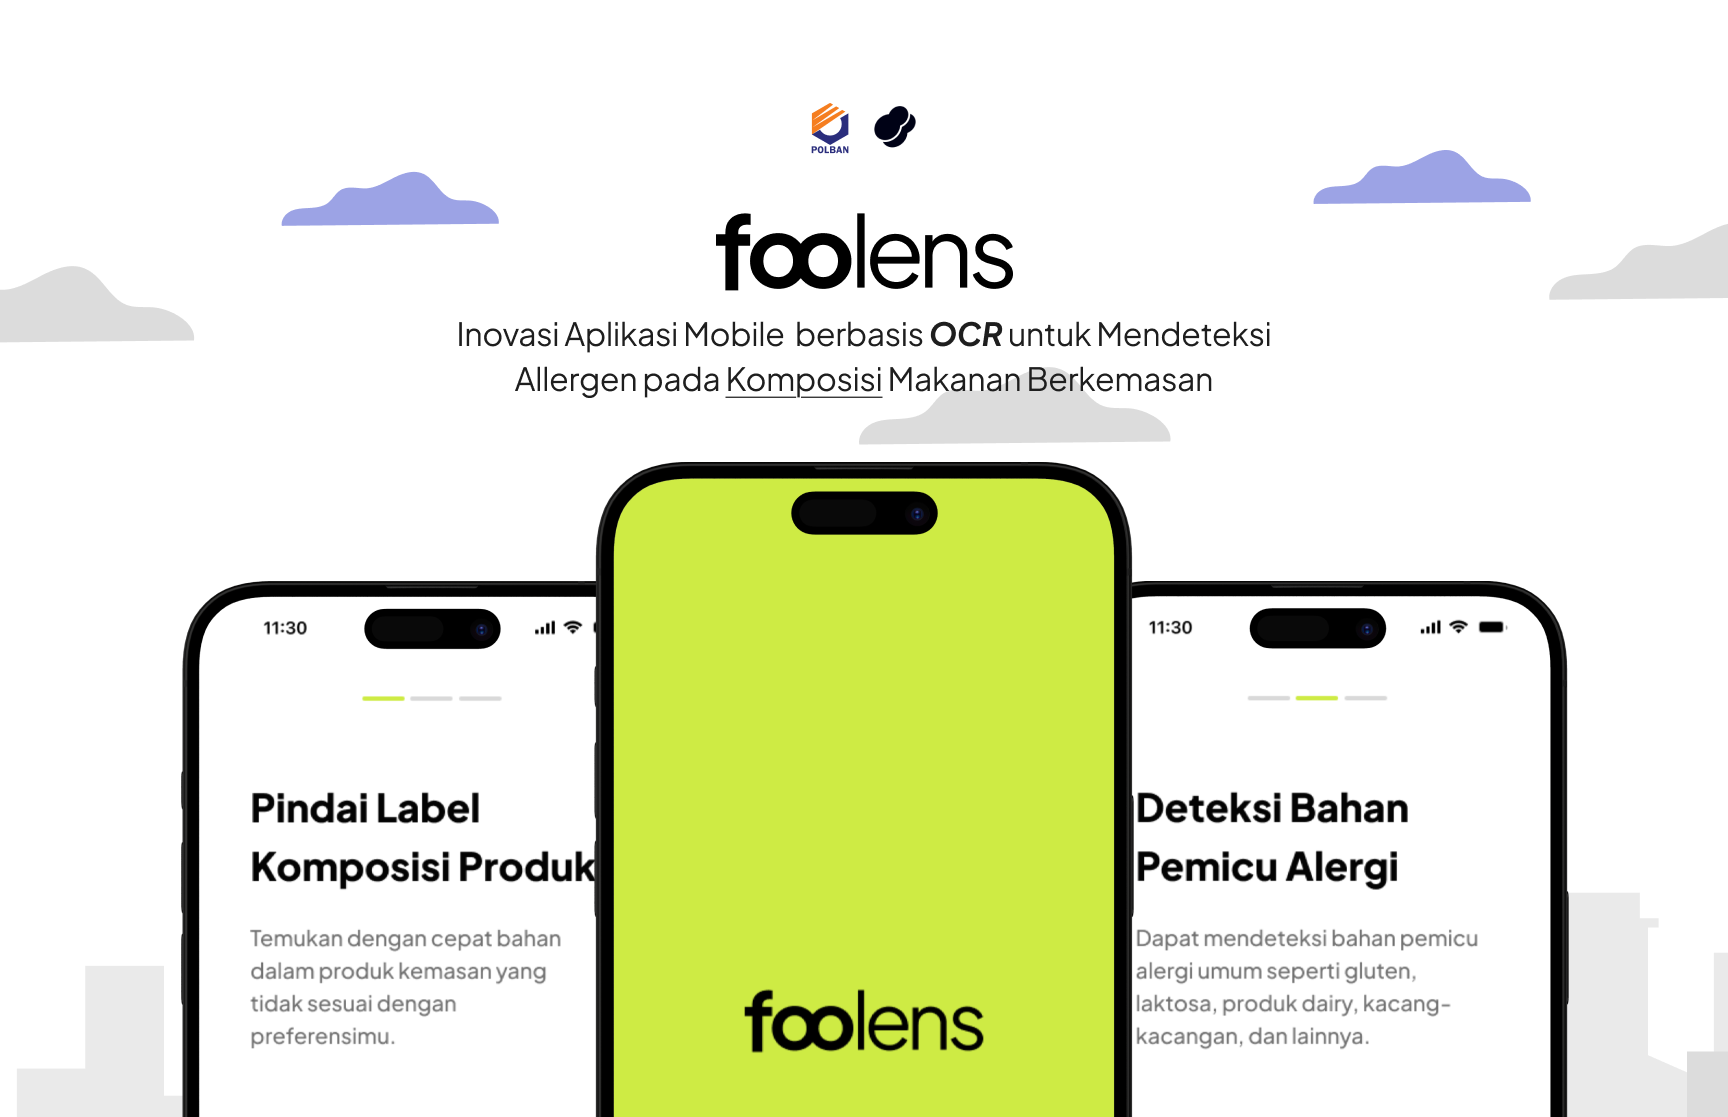 POLBAN
foolens
Inovasi Aplikasi Mobile berbasis OCR untuk Mendeteksi
Allergen pada Komposisi Makanan Berkemasan
11:30
Pindai Label
Komposisi Produk
Temukan dengan cepat bahan
dalam produk kemasan yang
tidak sesuai dengan
preferensimu.
foolens
11:30
Deteksi Bahan
Pemicu Alergi
Dapat mendeteksi bahan pemicu
alergi umum seperti gluten,
laktosa, produk dairy, kacang-
kacangan, dan lainnya.